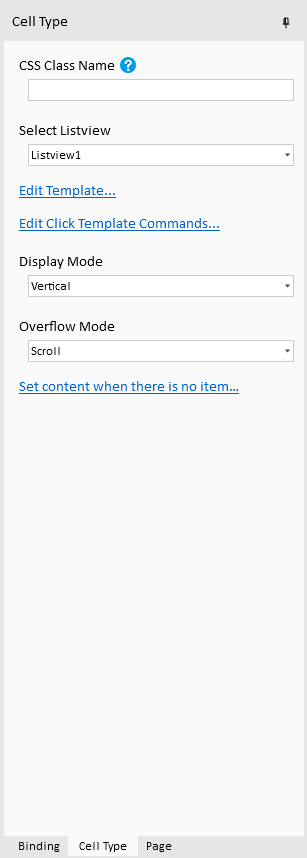 Cell Type
CSS Class Name ?
Select Listview
Listview1
Edit Template...
Edit Click Template Commands...
Display Mode
Vertical
Overflow Mode
Scroll
Set content when there is no item...
Binding Cell Type Page